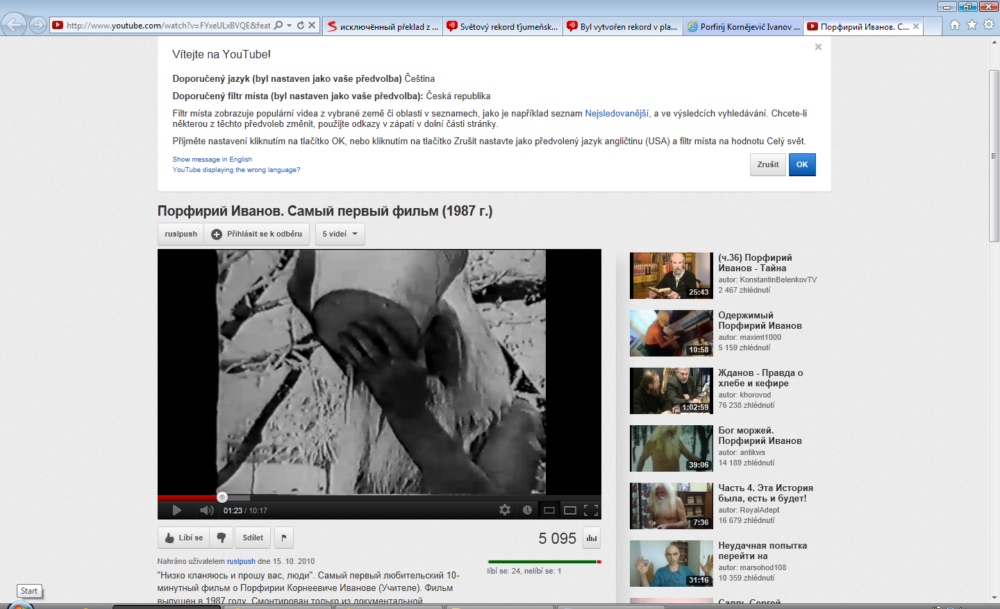 http://www.youtube.com/watch?v=FYxeULxBVQE&feat
исключённый překlad z ...
Světový rekord ťjumeňsk...
Byl vytvořen rekord v pla...
Porfirij Kornějevič Ivanov ...
Порфирий Иванов. С...
Vítejte na YouTube!
Doporučený jazyk (byl nastaven jako vaše předvolba) Čeština
Doporučený filtr místa (byl nastaven jako vaše předvolba): Česká republika
Filtr místa zobrazuje populární videa z vybrané země či oblasti v seznamech, jako je například seznam Nejsledovanější, a ve výsledcích vyhledávání. Chcete-li
některou z těchto předvoleb změnit, použijte odkazy v zápatí v dolní části stránky.
Přijměte nastavení kliknutím na tlačítko OK, nebo kliknutím na tlačítko Zrušit nastavte jako předvolený jazyk angličtinu (USA) a filtr místa na hodnotu Celý svět.
Show message in English
YouTube displaying the wrong language?
Zrušit
OK
Порфирий Иванов. Самый первый фильм (1987 г.)
ruslpush
Přihlásit se k odběru
5 videí
01:23 / 10:17
Líbí se
Sdílet
5 095
Nahráno uživatelem ruslpush dne 15. 10. 2010
líbí se: 24, nelíbí se: 1
"Низко кланяюсь и прошу вас, люди". Самый первый любительский 10-
минутный фильм о Порфирии Корнеевиче Иванове (Учителе). Фильм
выпущен в 1987 году. Смонтирован только из документальной
25:43
(ч.36) Порфирий
Иванов - Тайна
autor: KonstantinBelenkovTV
2 467 zhlédnutí
10:58
Одержимый
Порфирий Иванов
autor: maximt1000
5 159 zhlédnutí
1:02:59
Жданов - Правда о
хлебе и кефире
autor: khorovod
76 238 zhlédnutí
39:06
Бог моржей.
Порфирий Иванов
autor: antikws
14 189 zhlédnutí
7:36
Часть 4. Эта История
была, есть и будет!
autor: RoyalAdept
16 679 zhlédnutí
31:16
Неудачная попытка
перейти на
autor: marsohod108
10 359 zhlédnutí
Сергей
Start